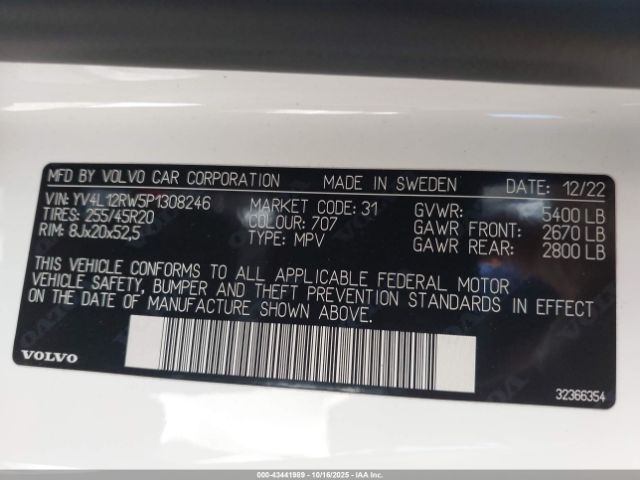 MFD BY VOLVO CAR CORPORATION MADE IN SWEDEN DATE: 12/22
VIN: YV4L12RW5P1308246 MARKET CODE: 31 GVWR: 5400 LB
TIRES: 255/45R20 COLOUR: 707 GAWR FRONT: 2670 LB
RIM: 8Jx20x52,5 TYPE: MPV GAWR REAR: 2800 LB
THIS VEHICLE CONFORMS TO ALL APPLICABLE FEDERAL MOTOR
VEHICLE SAFETY, BUMPER AND THEFT PREVENTION STANDARDS IN EFFECT
ON THE DATE OF MANUFACTURE SHOWN ABOVE.
VOLVO
32366354
000-43441989 - 10/16/2025 - IAA Inc.